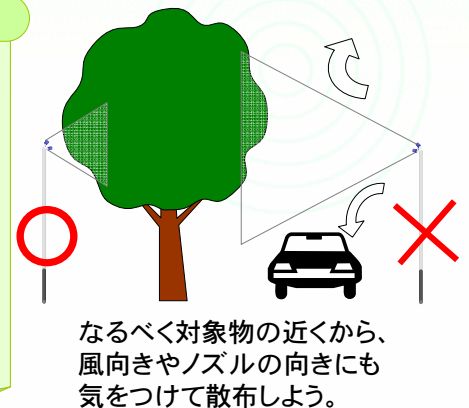 なるべく対象物の近くから、
風向きやノズルの向きにも
気をつけて散布しよう。